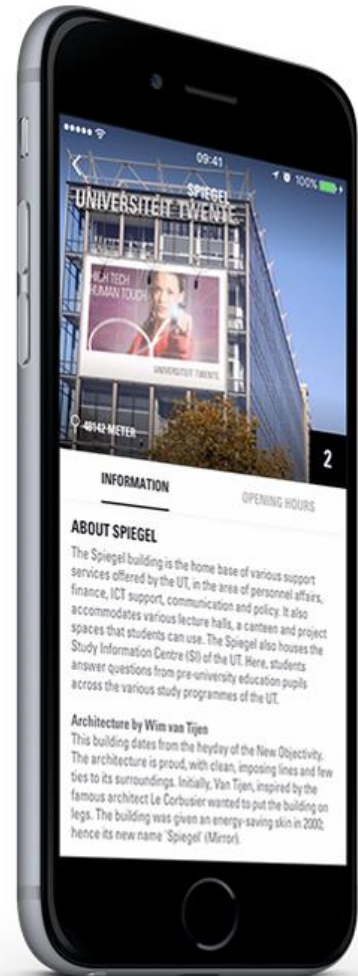 09:41
100%
SPIEGEL
UNIVERSITEIT TWENTE.
HIGH TECH
HUMAN TOUCH
UNIVERSITEIT TWENTE.
48142 METER
2
INFORMATION
OPENING HOURS
ABOUT SPIEGEL
The Spiegel building is the home base of various support
services offered by the UT, in the area of personnel affairs,
finance, ICT support, communication and policy. It also
accommodates various lecture halls, a canteen and project
spaces that students can use. The Spiegel also houses the
Study Information Centre (SI) of the UT. Here, students
answer questions from pre-university education pupils
across the various study programmes of the UT.
Architecture by Wim van Tijen
This building dates from the heyday of the New Objectivity.
The architecture is proud, with clean, imposing lines and few
ties to its surroundings. Initially, Van Tijen, inspired by the
famous architect Le Corbusier wanted to put the building on
legs. The building was given an energy-saving skin in 2000;
hence its new name 'Spiegel' (Mirror).